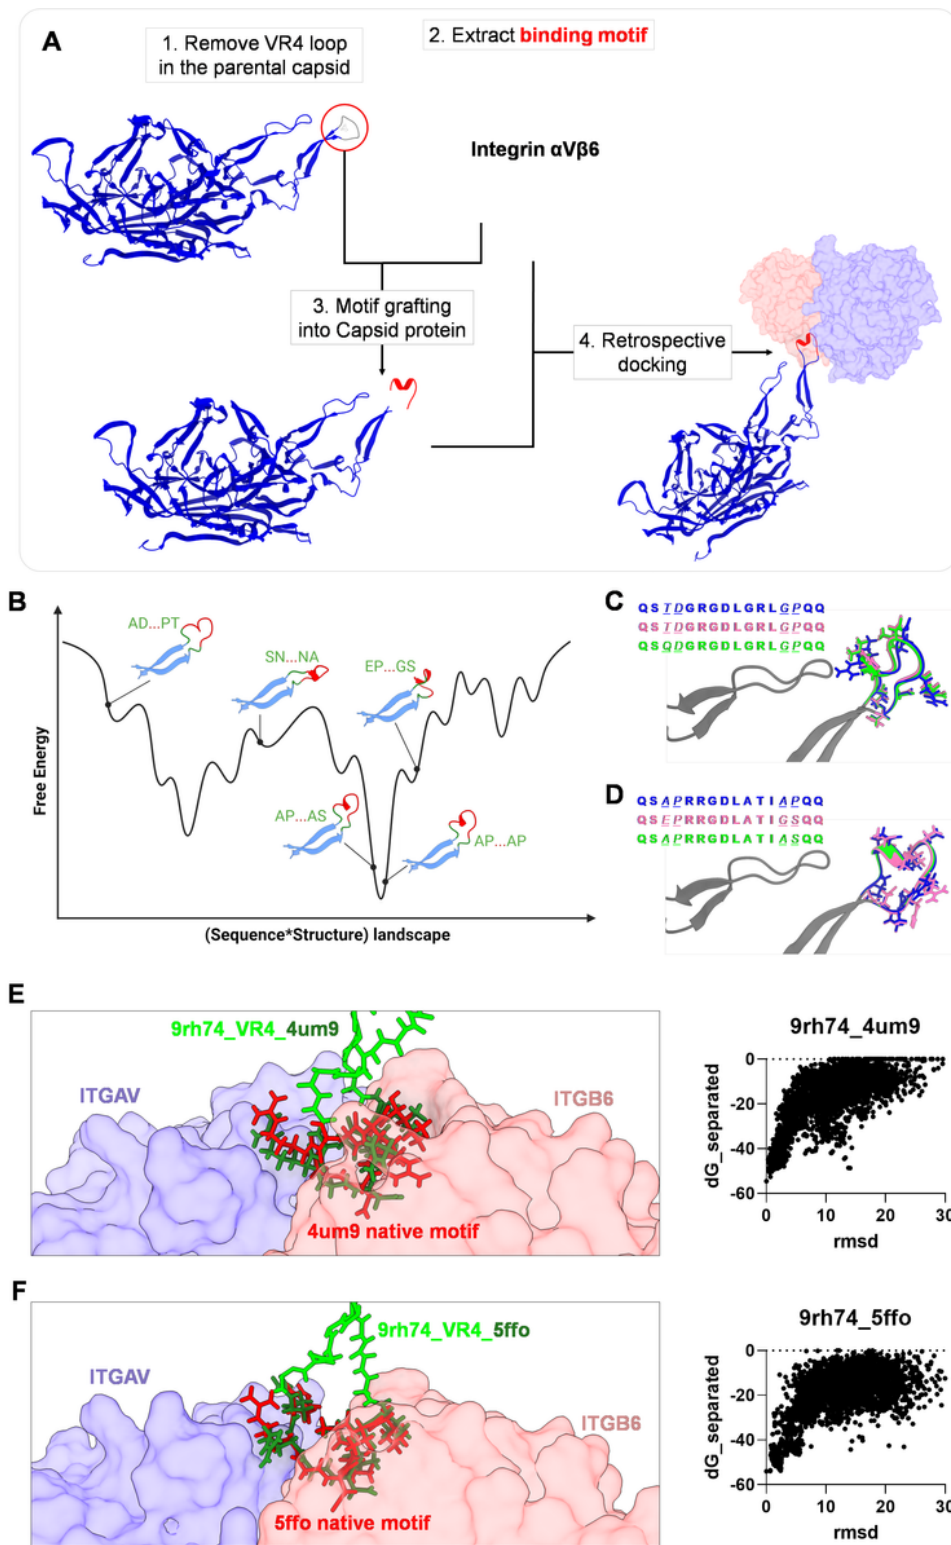 A
1. Remove VR4 loop
in the parental capsid
2. Extract binding motif
Integrin αVβ6
3. Motif grafting
into Capsid protein
4. Retrospective
docking
B
Free Energy
AD...PT
SN...NA
EP...GS
AP...AS
AP...AP
(Sequence*Structure) landscape
C
QSTDGRGDLGRLGPQQ
QSTDGRGDLGRLGPQQ
QSQDGRGDLGRLGPQQ
D
QSAPRRGDLATIAPQQ
QSEPRRGDLATIGSQQ
QSAPRRGDLATIASQQ
E
9rh74_VR4_4um9
ITGAV
ITGB6
4um9 native motif
9rh74_4um9
dG_separated
0
-20
-40
-60
0 10 20 30
rmsd
F
9rh74_VR4_5ffo
ITGAV
ITGB6
5ffo native motif
9rh74_5ffo
dG_separated
0
-20
-40
-60
0 10 20 30
rmsd